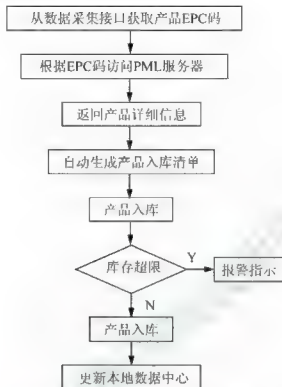 从数据采集接口获取产品EPC码
根据EPC码访问PML服务器
返回产品详细信息
自动生成产品入库清单
产品入库
库存超限
Y
报警指示
N
产品入库
更新本地数据中心